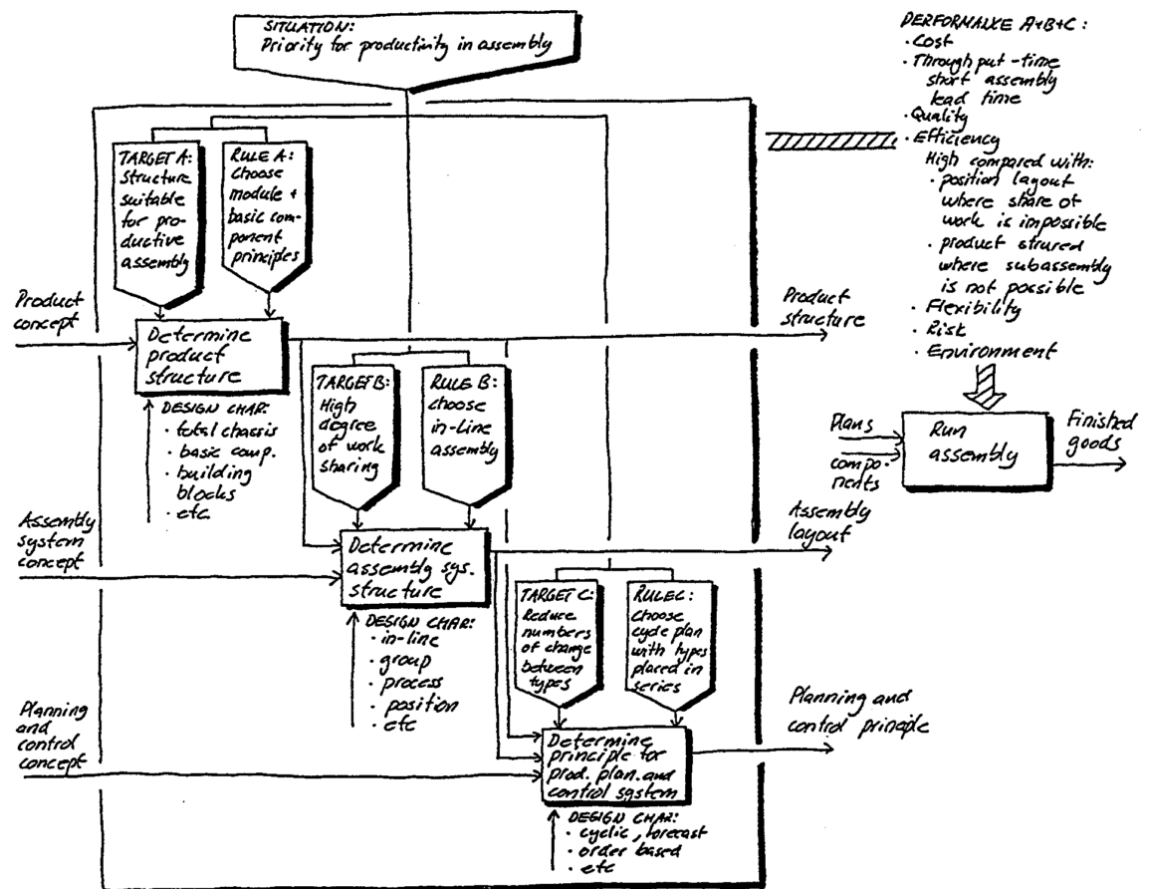 SITUATION:
Priority for productivity in assembly
PERFORMANCE A+B+C:
· Cost
· Through put-time
short assembly
lead time
· Quality
· Efficiency
High compared with:
· position layout
where share of
work is impossible
· product strured
where subassembly
is not possible
· Flexibility
· Risk
· Environment
TARGET A:
Structure
suitable
for pro-
ductive
assembly
RULE A:
Choose
module +
basic com-
ponent
principles
Product
concept
Determine
product
structure
Product
structure
DESIGN CHAR:
· total chassis
· basic comp.
· building
blocks
· etc.
TARGET B:
High
degree
of work
sharing
RULE B:
choose
in-Line
assembly
Plans
compo-
nents
Run
assembly
Finished
goods
Assembly
system
concept
Determine
assembly sys.
structure
Assembly
layout
DESIGN CHAR:
· in-line
· group
· process
· position
· etc
TARGET C:
Reduce
numbers
of change
between
types
RULE C:
Choose
cycle plan
with types
placed in
series
Planning
and
control
concept
Determine
principle for
prod. plan. and
control system
Planning and
control principle
DESIGN CHAR:
· cyclic, forecast
· order based
· etc